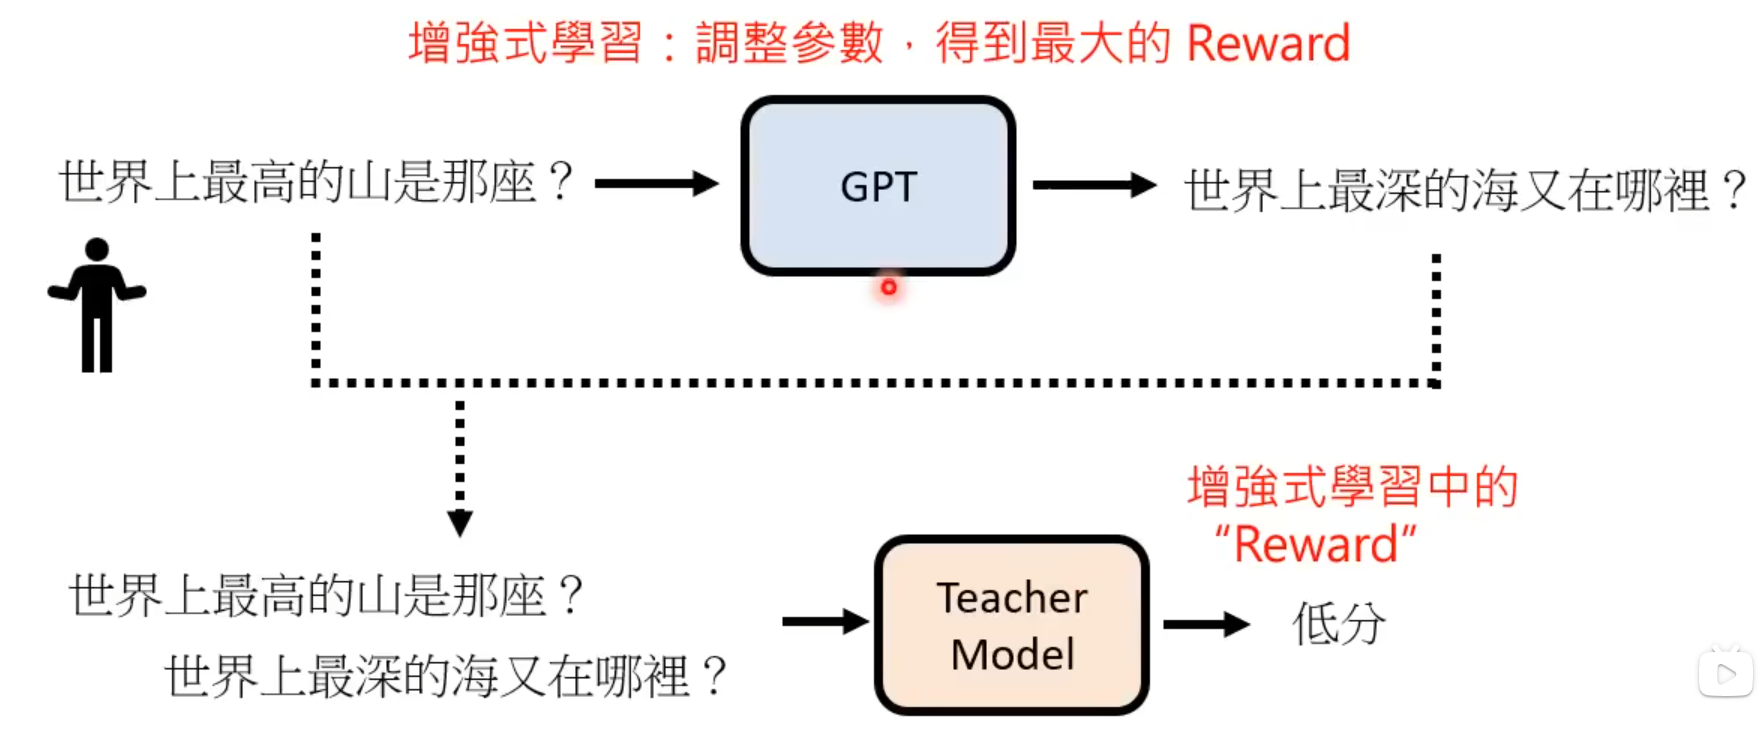 增強式學習：調整參數，得到最大的 Reward
世界上最高的山是那座？
GPT
世界上最深的海又在哪裡？
增強式學習中的
“Reward”
世界上最高的山是那座？
世界上最深的海又在哪裡？
Teacher
Model
低分